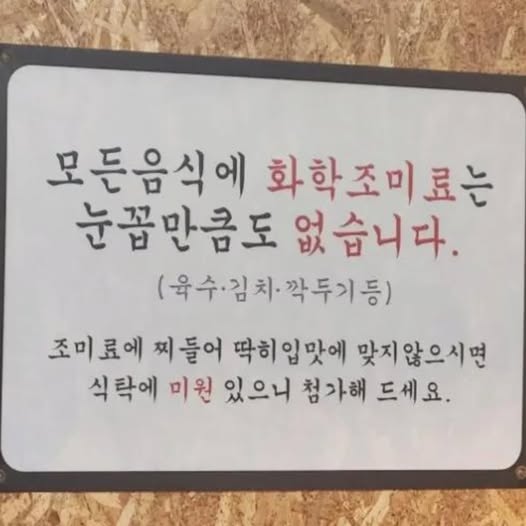 모든음식에 화학조미료는
눈꼽만큼도 없습니다.
(육수·김치·깍두기등)
조미료에 찌들어 딱히입맛에 맞지않으시면
식탁에 미원 있으니 첨가해 드세요.